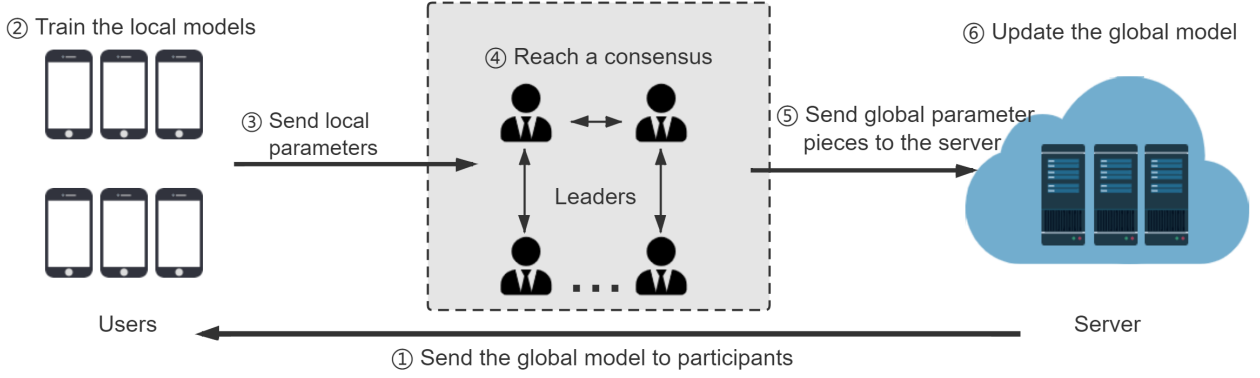 ② Train the local models
③ Send local
parameters
④ Reach a consensus
Leaders
⑤ Send global parameter
pieces to the server
⑥ Update the global model
Users
Server
① Send the global model to participants